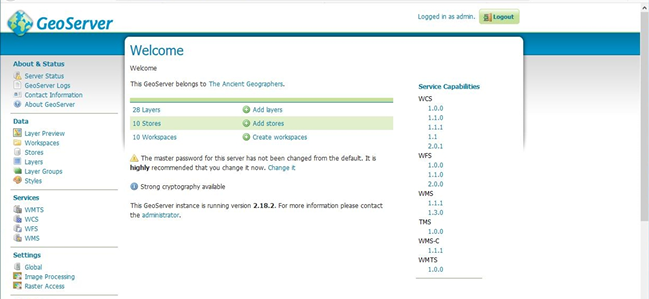 GeoServer
Logged in as admin.
Logout
About & Status
Server Status
GeoServer Logs
Contact Information
About GeoServer
Data
Layer Preview
Workspaces
Stores
Layers
Layer Groups
Styles
Services
WMTS
WCS
WFS
WMS
Settings
Global
Image Processing
Raster Access
Welcome
Welcome
This GeoServer belongs to The Ancient Geographers.
28 Layers
Add layers
10 Stores
Add stores
10 Workspaces
Create workspaces
The master password for this server has not been changed from the default. It is
highly recommended that you change it now. Change it
Strong cryptography available
This GeoServer instance is running version 2.18.2. For more information please contact
the administrator.
Service Capabilities
WCS
1.0.0
1.1.0
1.1.1
1.1
2.0.1
WFS
1.0.0
1.1.0
2.0.0
WMS
1.1.1
1.3.0
TMS
1.0.0
WMS-C
1.1.1
WMTS
1.0.0